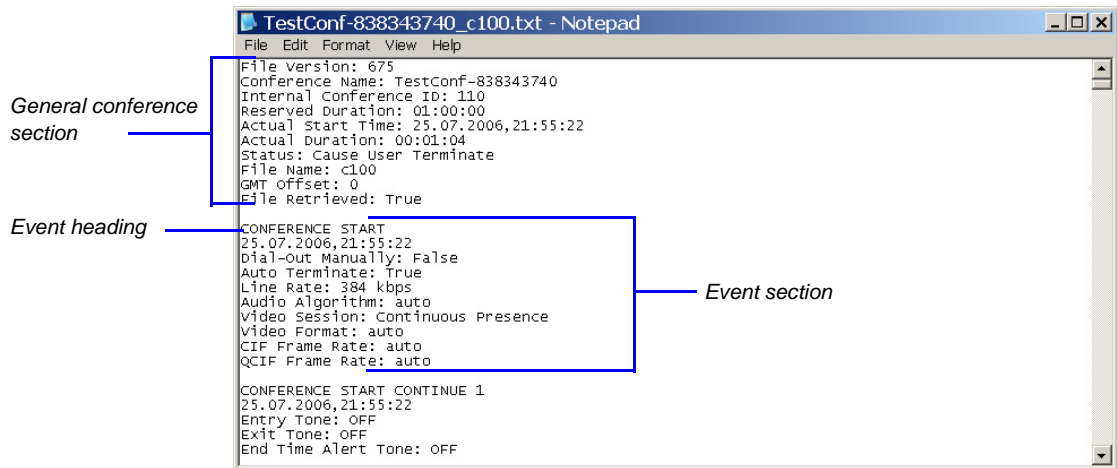 TestConf-838343740_c100.txt - Notepad
File Edit Format View Help
File Version: 675
Conference Name: TestConf-838343740
Internal Conference ID: 110
Reserved Duration: 01:00:00
Actual Start Time: 25.07.2006,21:55:22
Actual Duration: 00:01:04
Status: Cause User Terminate
File Name: c100
GMT Offset: 0
File Retrieved: True
General conference
section
Event heading
CONFERENCE START
25.07.2006,21:55:22
Dial-Out Manually: False
Auto Terminate: True
Line Rate: 384 kbps
Audio Algorithm: auto
Video Session: Continuous Presence
Video Format: auto
CIF Frame Rate: auto
QCIF Frame Rate: auto
Event section
CONFERENCE START CONTINUE 1
25.07.2006,21:55:22
Entry Tone: OFF
Exit Tone: OFF
End Time Alert Tone: OFF